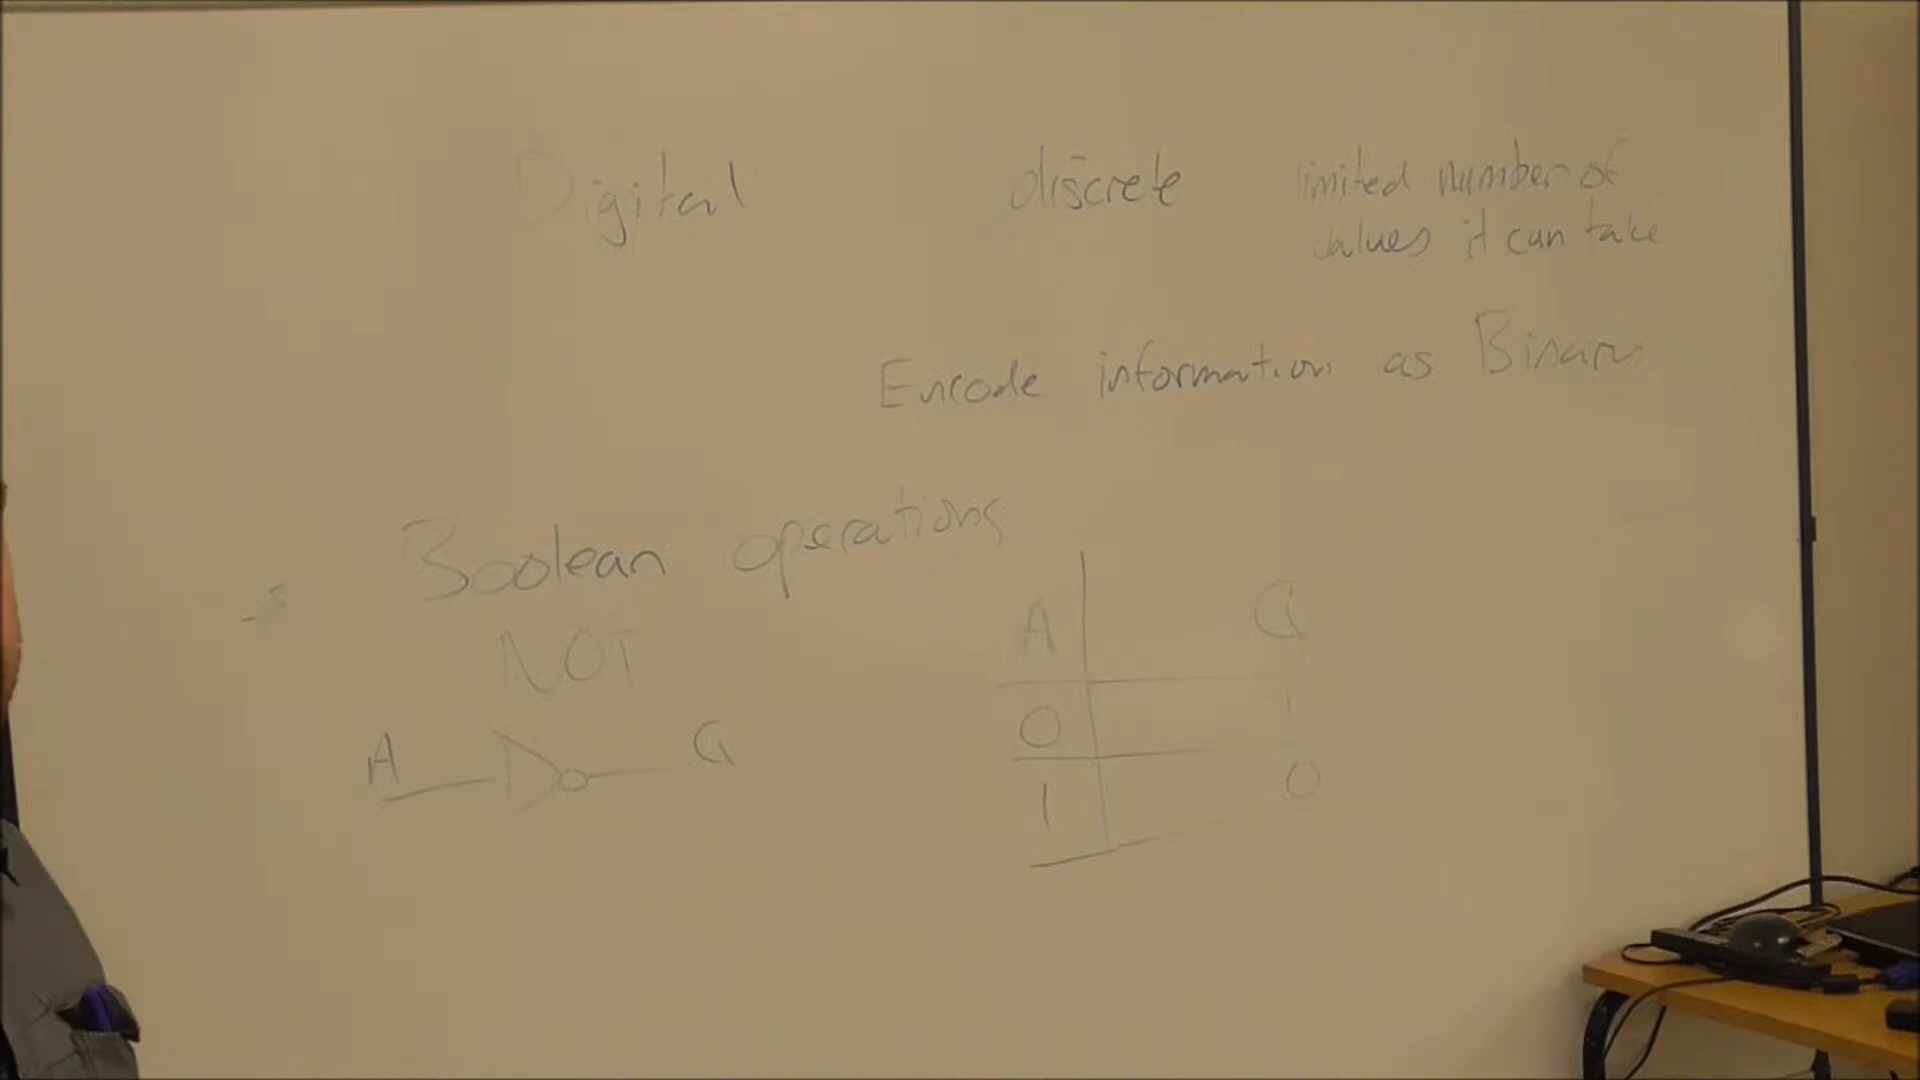 Digital discrete limited number of
values it can take
Encode information as Binary
Boolean operations
NOT
A Q
A Q
0 1
1 0